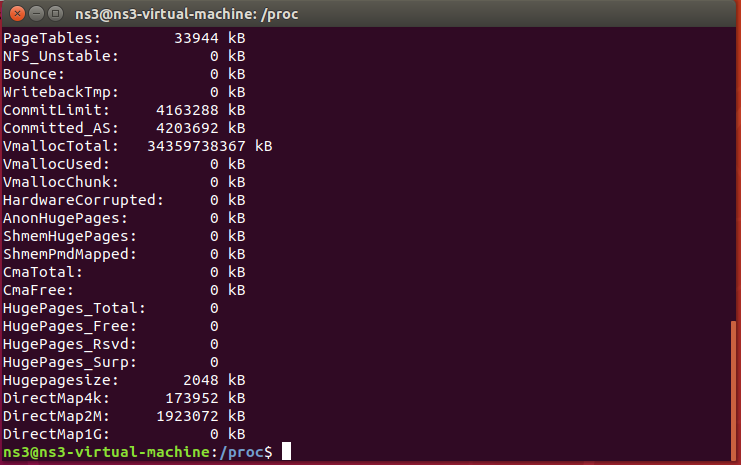 ns3@ns3-virtual-machine: /proc
PageTables:        33944 kB
NFS_Unstable:          0 kB
Bounce:                0 kB
WritebackTmp:          0 kB
CommitLimit:     4163288 kB
Committed_AS:    4203692 kB
VmallocTotal:   34359738367 kB
VmallocUsed:           0 kB
VmallocChunk:          0 kB
HardwareCorrupted:     0 kB
AnonHugePages:         0 kB
ShmemHugePages:        0 kB
ShmemPmdMapped:        0 kB
CmaTotal:              0 kB
CmaFree:               0 kB
HugePages_Total:       0
HugePages_Free:        0
HugePages_Rsvd:        0
HugePages_Surp:        0
Hugepagesize:       2048 kB
DirectMap4k:      173952 kB
DirectMap2M:     1923072 kB
DirectMap1G:           0 kB
ns3@ns3-virtual-machine:/proc$